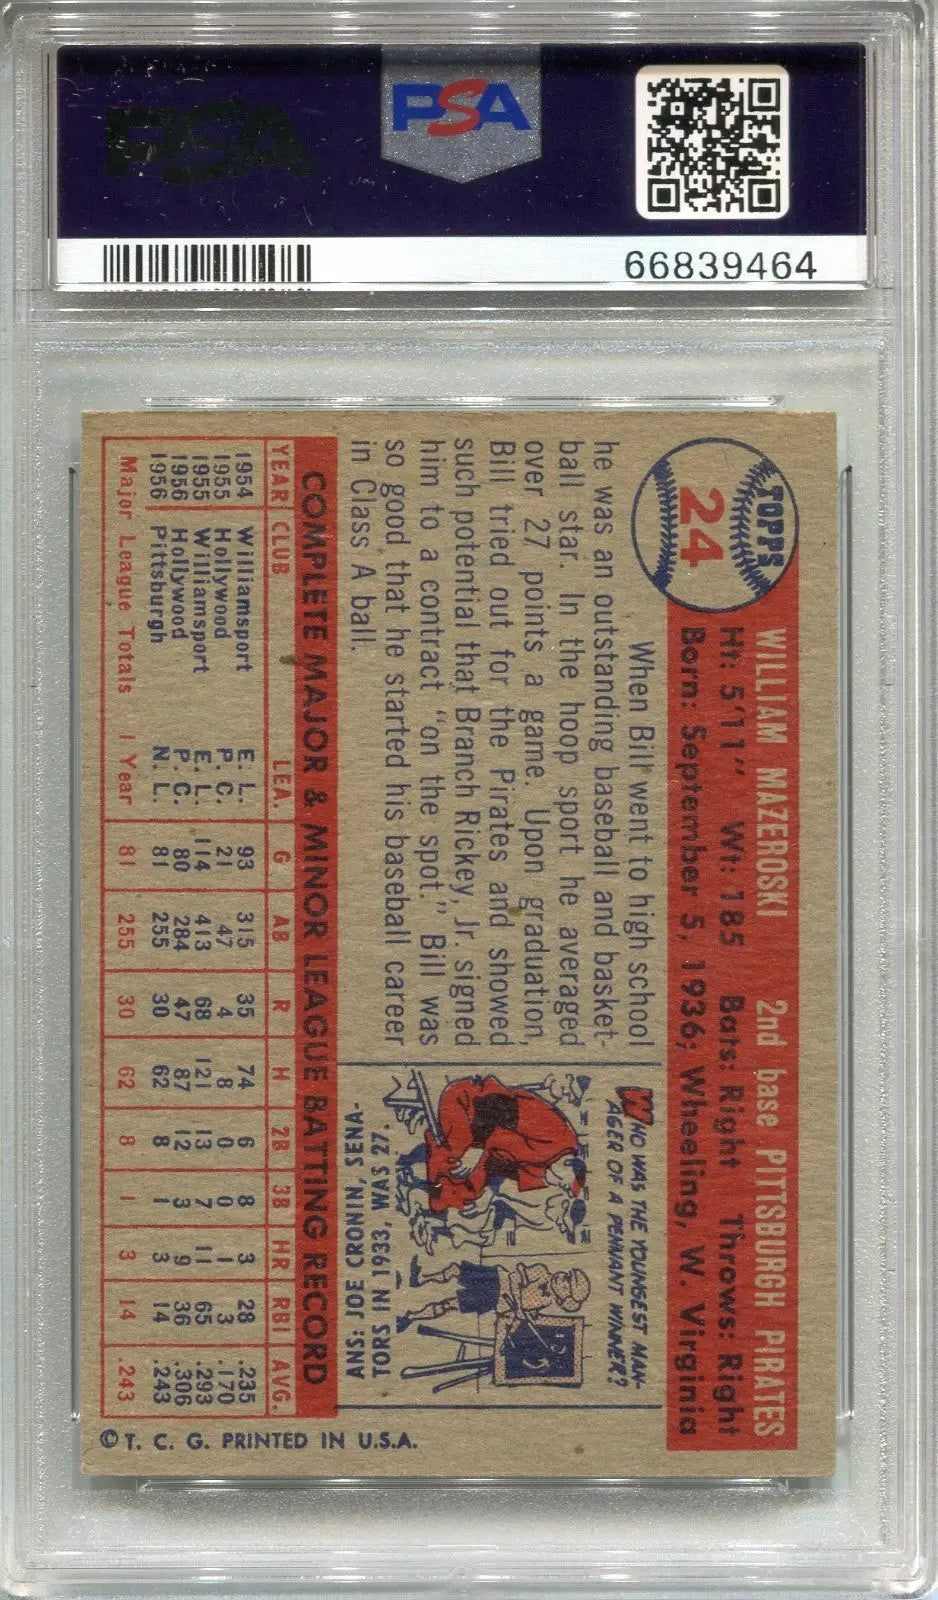 PSA
PSA
66839464
TOPPS
24
WILLIAM MAZEROSKI 2nd base PITTSBURGH PIRATES
Ht: 5'11" Wt: 185 Bats: Right Throws: Right
Born: September 5, 1936; Wheeling, W. Virginia
When Bill went to high school
he was an outstanding baseball and basket-
ball star. In the hoop sport he averaged
over 27 points a game. Upon graduation,
Bill tried out for the Pirates and showed
such potential that Branch Rickey, Jr. signed
him to a contract "on the spot." Bill was
so good that he started his baseball career
in Class A ball.
WHO WAS THE YOUNGEST MAN-
AGER OF A PENNANT WINNER?
ANS: JOE CRONIN, SENA-
TORS IN 1933, WAS 27.
COMPLETE MAJOR & MINOR LEAGUE BATTING RECORD
YEAR CLUB LEA. G AB R H 2B 3B HR RBI AVG.
1954 Williamsport E. L. 93 315 35 74 6 8 3 28 .235
1955 Hollywood P. C. 21 47 4 8 0 0 1 3 .170
1955 Williamsport E. L. 114 413 68 121 13 7 11 65 .293
1956 Hollywood P. C. 80 284 47 87 12 3 9 36 .306
1956 Pittsburgh N. L. 81 255 30 62 8 1 3 14 .243
Major League Totals 1 Year 81 255 30 62 8 1 3 14 .243
© T. C. G. PRINTED IN U.S.A.